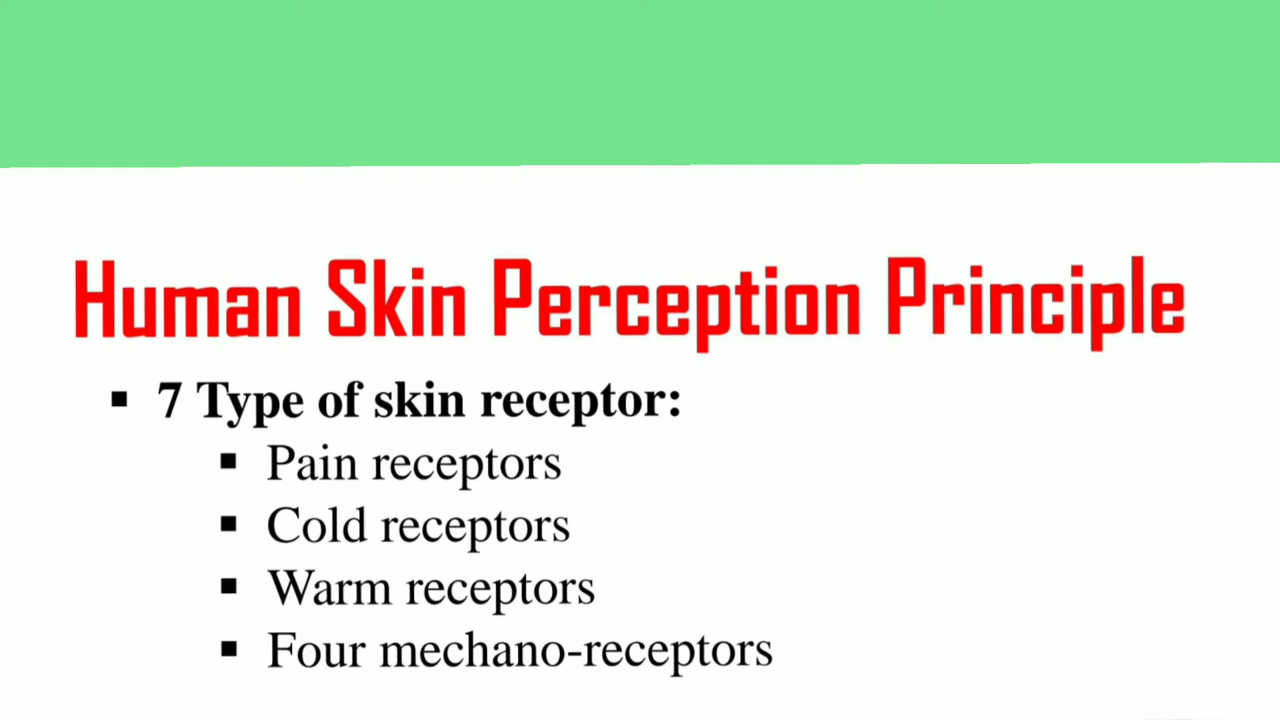 Human Skin Perception Principle
▪ 7 Type of skin receptor:
▪ Pain receptors
▪ Cold receptors
▪ Warm receptors
▪ Four mechano-receptors